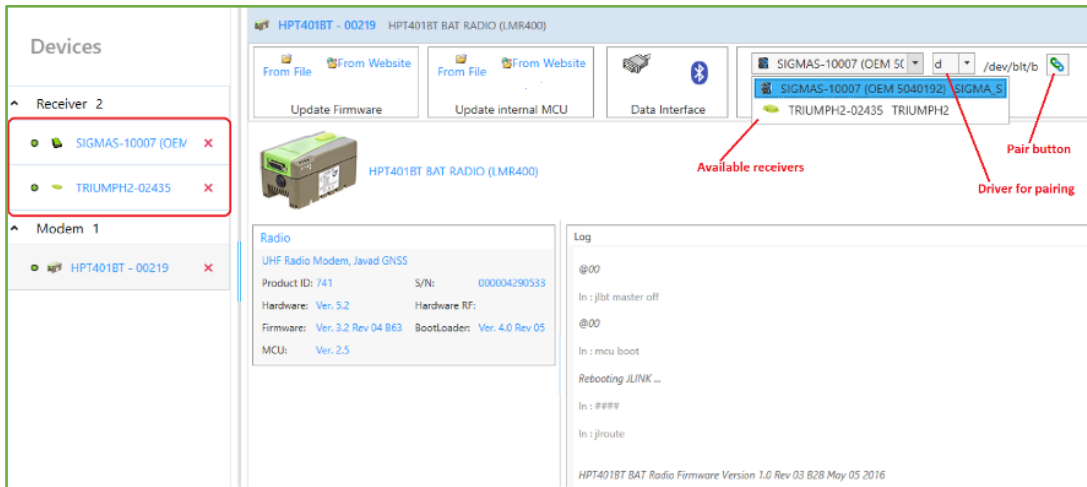 Devices
Receiver 2
SIGMAS-10007 (OEM
TRIUMPH2-02435
Modem 1
HPT401BT - 00219
HPT401BT - 00219 HPT401BT BAT RADIO (LMR400)
From File From Website
Update Firmware
From File From Website
Update internal MCU
Data Interface
SIGMAS-10007 (OEM 5( d /dev/blt/b
SIGMAS-10007 (OEM 5040192) SIGMA_S
TRIUMPH2-02435 TRIUMPH2
Available receivers
Pair button
Driver for pairing
HPT401BT BAT RADIO (LMR400)
Radio
UHF Radio Modem, Javad GNSS
Product ID: 741 S/N: 000004290533
Hardware: Ver. 5.2 Hardware RF:
Firmware: Ver. 3.2 Rev 04 B63 BootLoader: Ver. 4.0 Rev 05
MCU: Ver. 2.5
Log
@00
In : jlbt master off
@00
In : mcu boot
Rebooting JLINK ...
In : ####
In : jlroute
HPT401BT BAT Radio Firmware Version 1.0 Rev 03 B28 May 05 2016